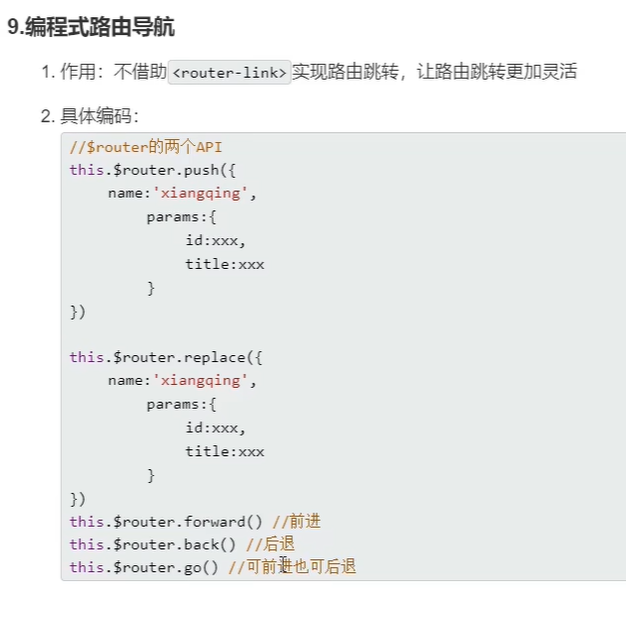 9.编程式路由导航
1. 作用：不借助<router-link>实现路由跳转，让路由跳转更加灵活
2. 具体编码：
//$router的两个API
this.$router.push({
name:'xiangqing',
params:{
id:xxx,
title:xxx
}
})
this.$router.replace({
name:'xiangqing',
params:{
id:xxx,
title:xxx
}
})
this.$router.forward() //前进
this.$router.back() //后退
this.$router.go() //可前进也可后退